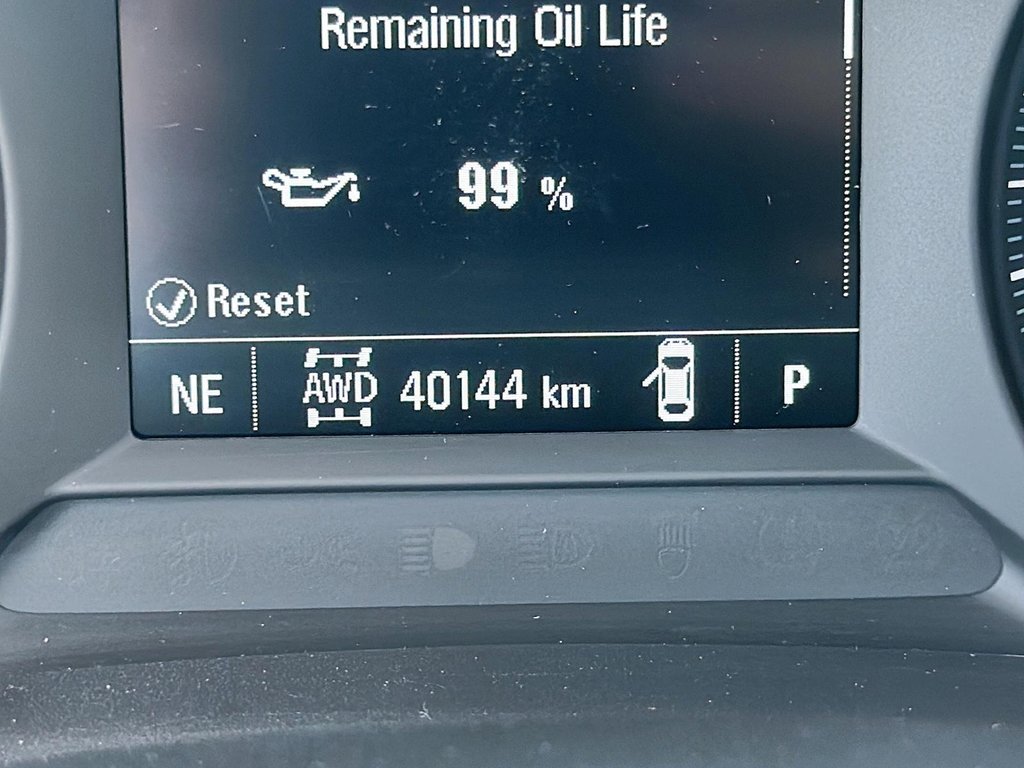 Remaining Oil Life
99 %
Reset
NE AWD 40144 km P